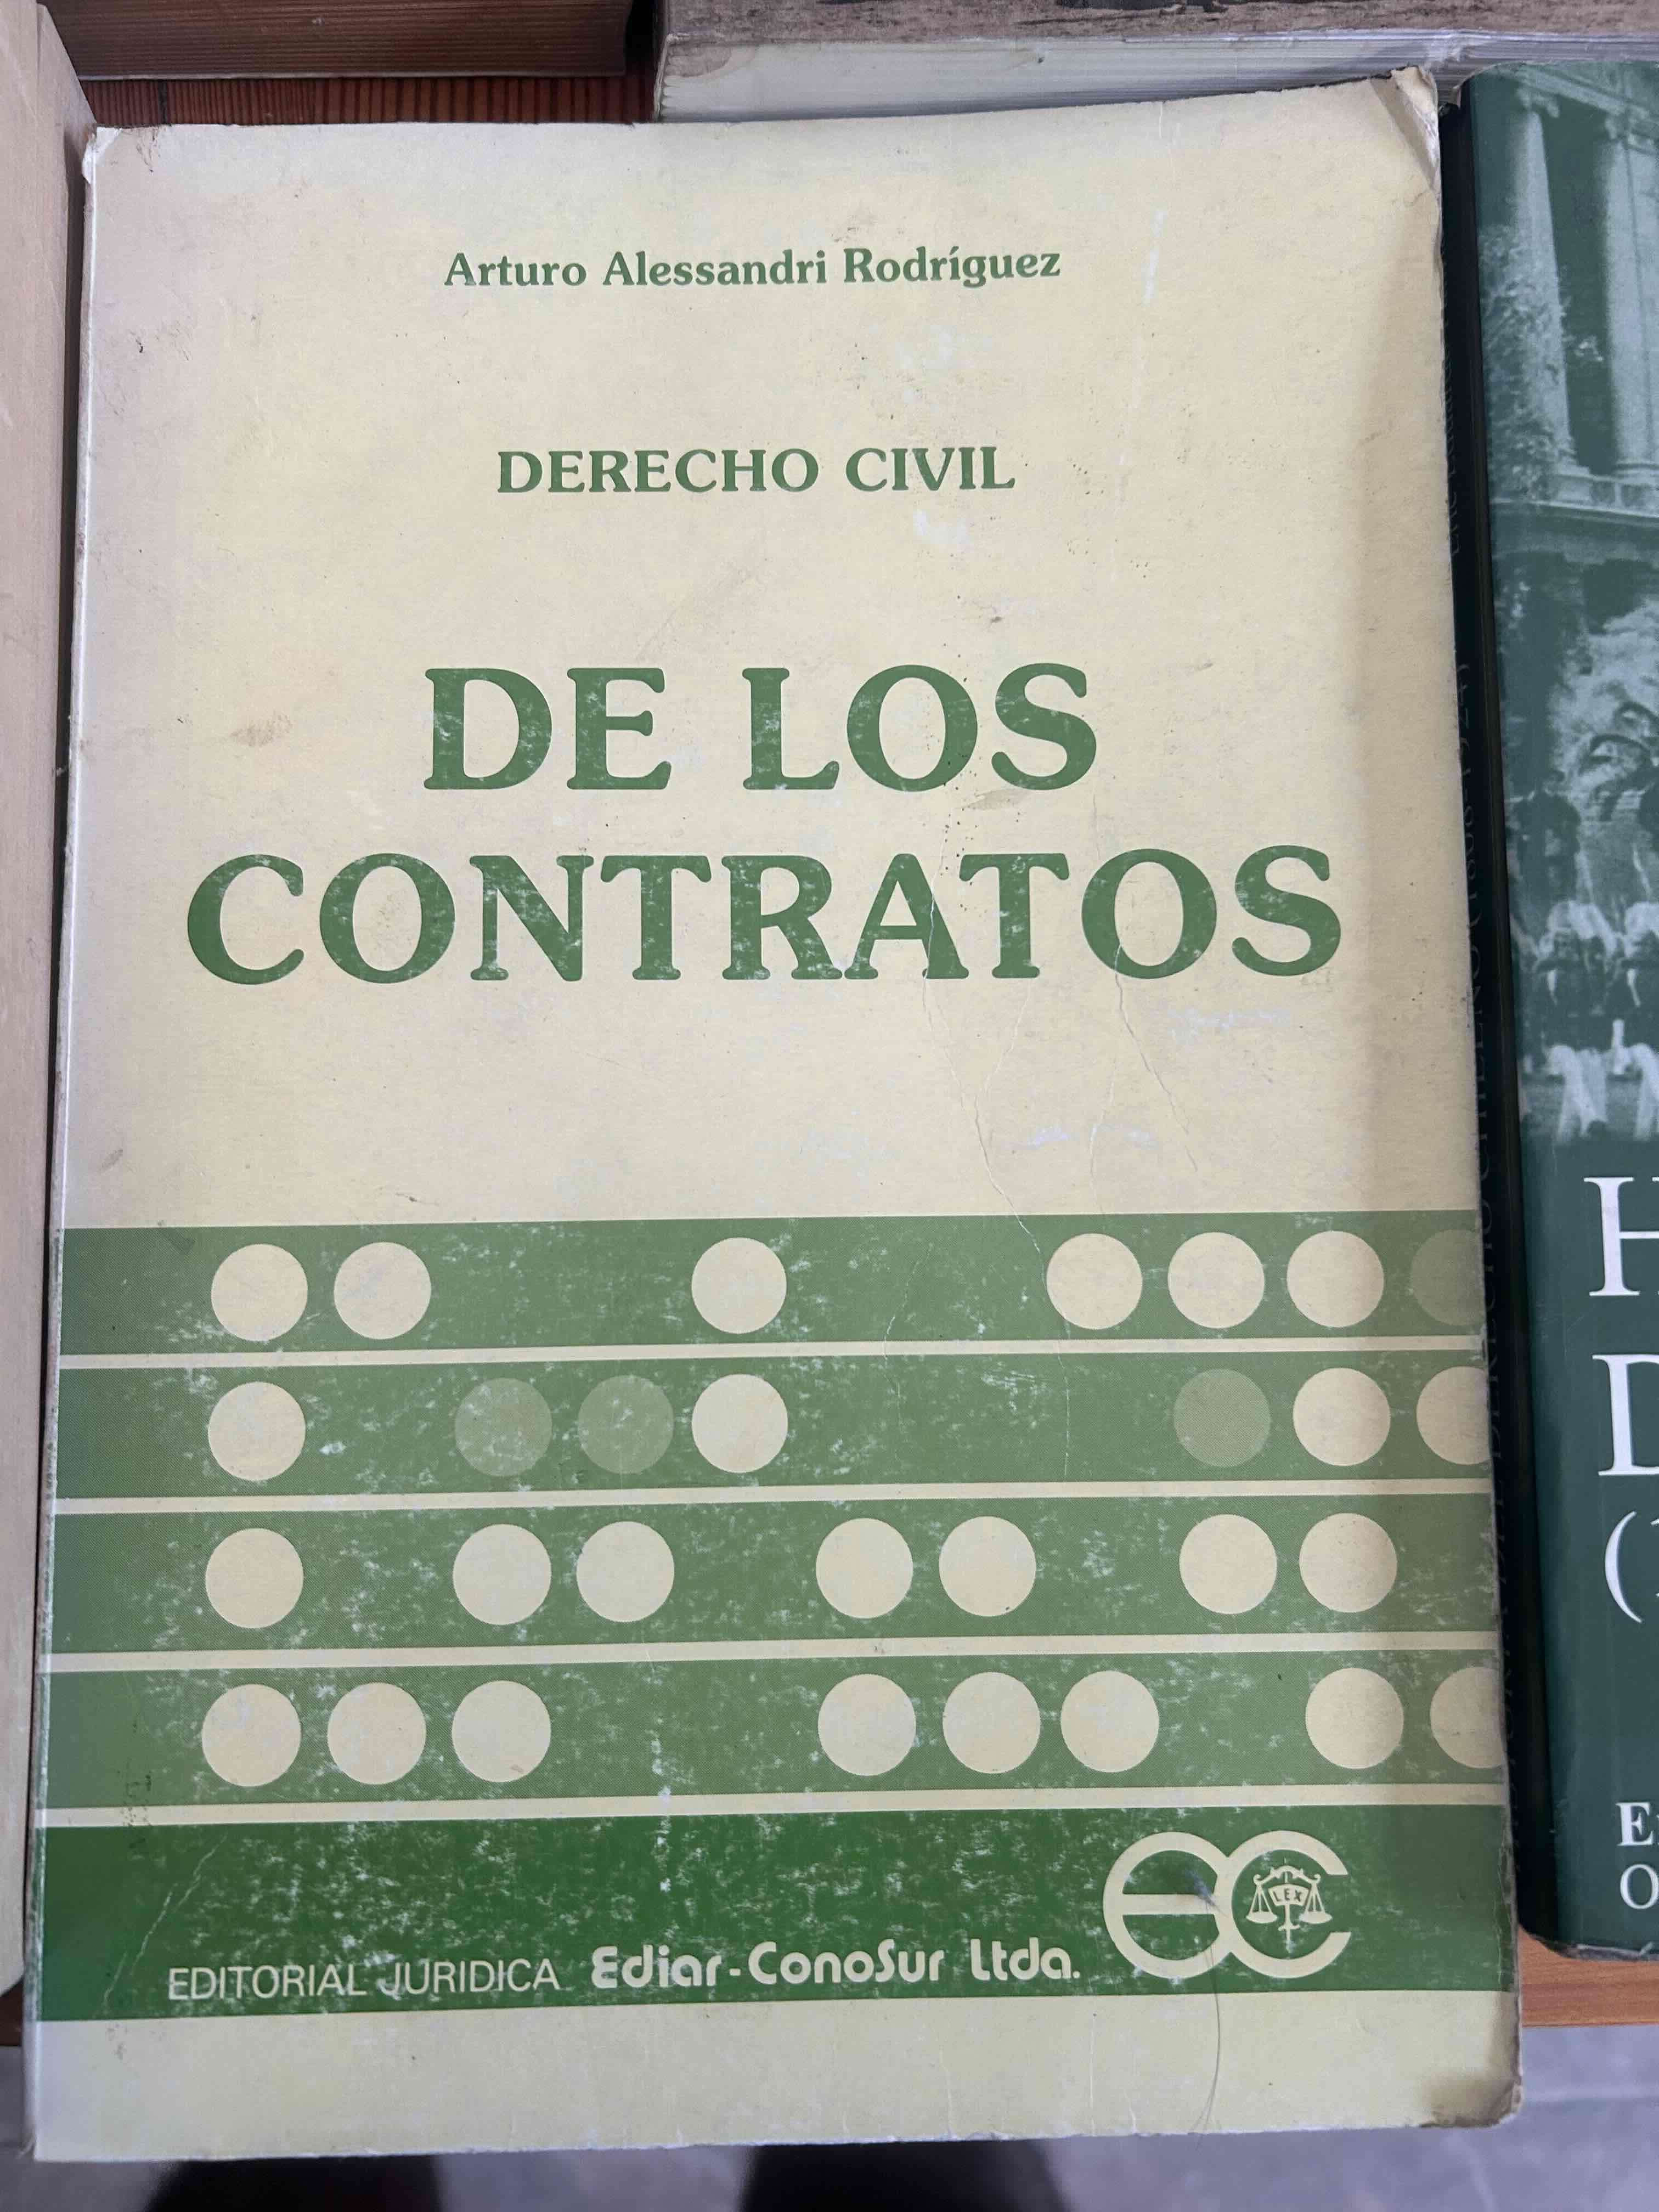 Arturo Alessandri Rodríguez
DERECHO CIVIL
DE LOS
CONTRATOS
EDITORIAL JURIDICA Ediar-ConoSur Ltda.
LEX